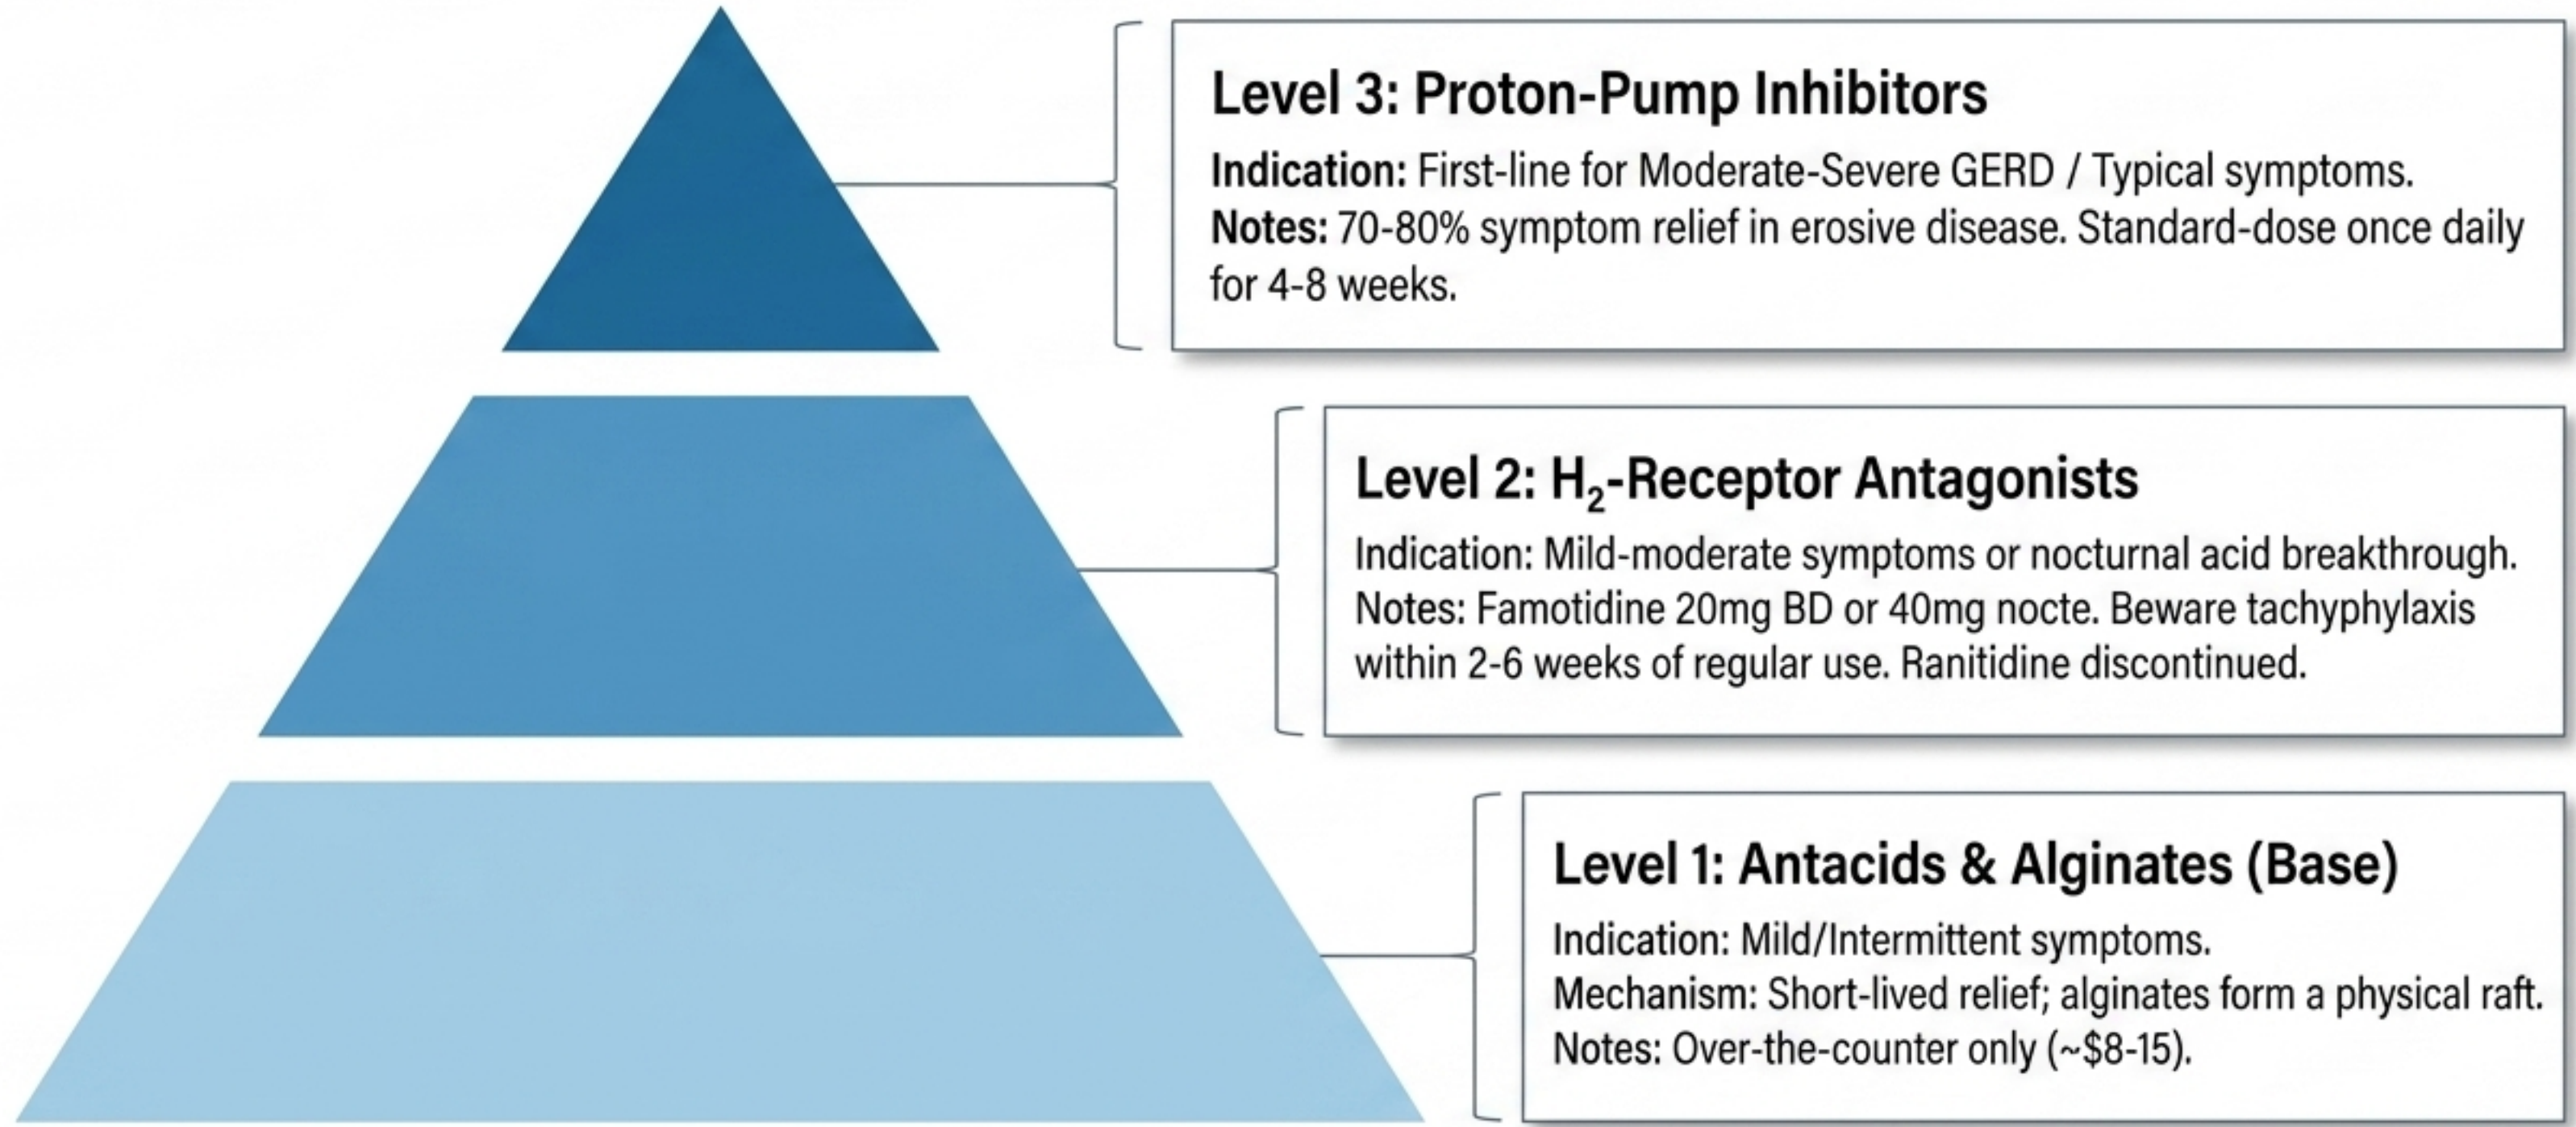 Level 3: Proton-Pump Inhibitors
Indication: First-line for Moderate-Severe GERD / Typical symptoms.
Notes: 70-80% symptom relief in erosive disease. Standard-dose once daily
for 4-8 weeks.
Level 2: H₂-Receptor Antagonists
Indication: Mild-moderate symptoms or nocturnal acid breakthrough.
Notes: Famotidine 20mg BD or 40mg nocte. Beware tachyphylaxis
within 2-6 weeks of regular use. Ranitidine discontinued.
Level 1: Antacids & Alginates (Base)
Indication: Mild/Intermittent symptoms.
Mechanism: Short-lived relief; alginates form a physical raft.
Notes: Over-the-counter only (~$8-15).